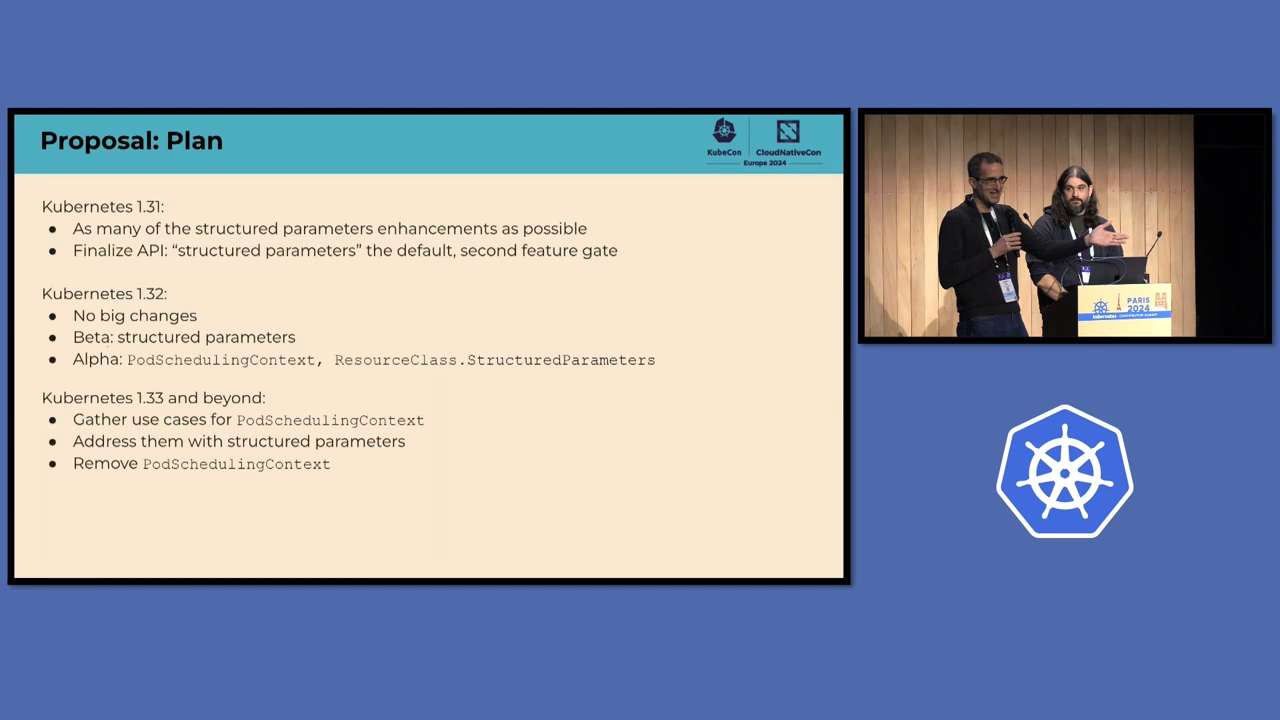 Proposal: Plan
KubeCon
CloudNativeCon
Europe 2024
Kubernetes 1.31:
● As many of the structured parameters enhancements as possible
● Finalize API: “structured parameters” the default, second feature gate
Kubernetes 1.32:
● No big changes
● Beta: structured parameters
● Alpha: PodSchedulingContext, ResourceClass.StructuredParameters
Kubernetes 1.33 and beyond:
● Gather use cases for PodSchedulingContext
● Address them with structured parameters
● Remove PodSchedulingContext
PARIS
2024
kubernetes CONTRIBUTOR SUMMIT